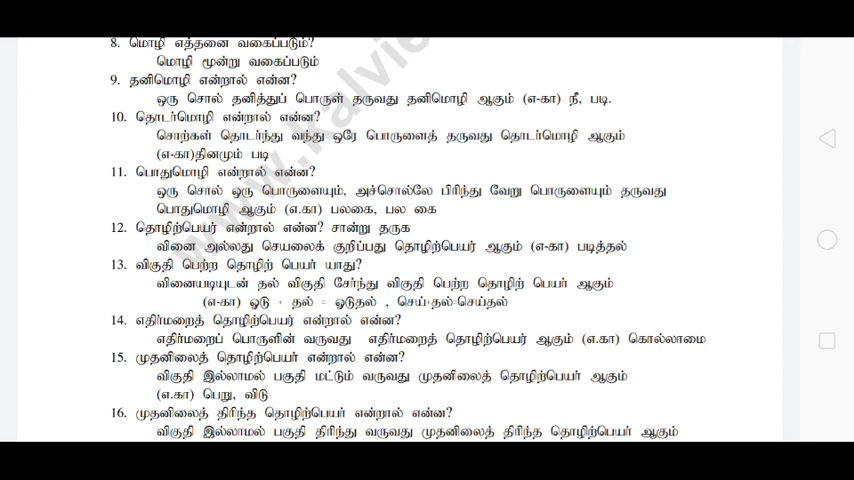 8. மொழி எத்தனை வகைப்படும்?
மொழி மூன்று வகைப்படும்
9. தனிமொழி என்றால் என்ன?
ஒரு சொல் தனித்துப் பொருள் தருவது தனிமொழி ஆகும் (எ-கா) நீ, படி.
10. தொடர்மொழி என்றால் என்ன?
சொற்கள் தொடர்ந்து வந்து ஒரே பொருளைத் தருவது தொடர்மொழி ஆகும்
(எ-கா)தினமும் படி
11. பொதுமொழி என்றால் என்ன?
ஒரு சொல் ஒரு பொருளையும், அச்சொல்லே பிரிந்து வேறு பொருளையும் தருவது
பொதுமொழி ஆகும் (எ.கா) பலகை, பல கை
12. தொழிற்பெயர் என்றால் என்ன? சான்று தருக
வினை அல்லது செயலைக் குறிப்பது தொழிற்பெயர் ஆகும் (எ-கா) படித்தல்
13. விகுதி பெற்ற தொழிற் பெயர் யாது?
வினையடியுடன் தல் விகுதி சேர்ந்து விகுதி பெற்ற தொழிற் பெயர் ஆகும்
(எ-கா) ஓடு + தல் = ஓடுதல் , செய்+தல்=செய்தல்
14. எதிர்மறைத் தொழிற்பெயர் என்றால் என்ன?
எதிர்மறைப் பொருளின் வருவது எதிர்மறைத் தொழிற்பெயர் ஆகும் (எ.கா) கொல்லாமை
15. முதனிலைத் தொழிற்பெயர் என்றால் என்ன?
விகுதி இல்லாமல் பகுதி மட்டும் வருவது முதனிலைத் தொழிற்பெயர் ஆகும்
(எ.கா) பெறு, விடு
16. முதனிலைத் திரிந்த தொழிற்பெயர் என்றால் என்ன?
விகுதி இல்லாமல் பகுதி திரிந்து வருவது முதனிலைத் திரிந்த தொழிற்பெயர் ஆகும்
www.kalvi